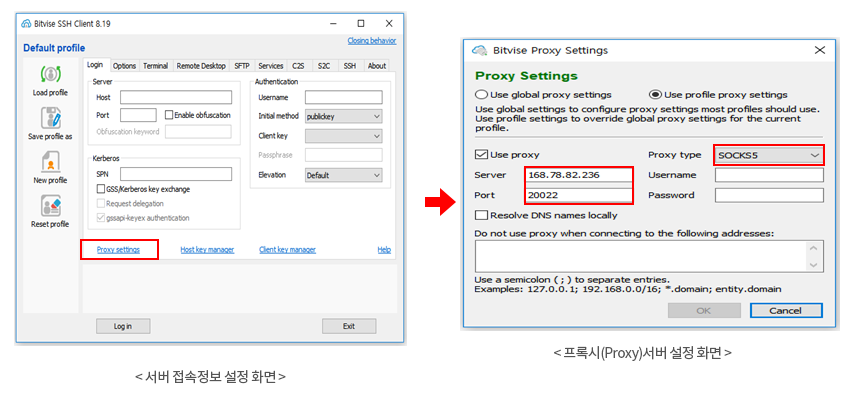 Bitvise SSH Client 8.19
Closing behavior
Default profile
Load profile
Save profile as
New profile
Reset profile
Login
Options
Terminal
Remote Desktop
SFTP
Services
C2S
S2C
SSH
About
Server
Host
Port
Enable obfuscation
Obfuscation keyword
Kerberos
SPN
GSS/Kerberos key exchange
Request delegation
gssapi-keyex authentication
Authentication
Username
Initial method publickey
Client key
Passphrase
Elevation Default
Proxy settings
Host key manager
Client key manager
Help
Log in
Exit
< 서버 접속정보 설정 화면 >
Bitvise Proxy Settings
Proxy Settings
Use global proxy settings
Use profile proxy settings
Use global settings to configure proxy settings most profiles should use.
Use profile settings to override global proxy settings for the current
profile.
Use proxy
Proxy type SOCKS5
Server 168.78.82.236
Username
Port 20022
Password
Resolve DNS names locally
Do not use proxy when connecting to the following addresses:
Use a semicolon ( ; ) to separate entries.
Examples: 127.0.0.1; 192.168.0.0/16; *.domain; entity.domain
OK
Cancel
< 프록시(Proxy)서버 설정 화면 >